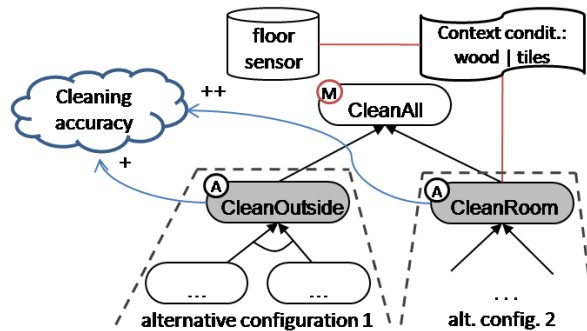 floor
sensor
Context condit.:
wood | tiles
Cleaning
accuracy
++
M
CleanAll
+
A
CleanOutside
A
CleanRoom
...
...
...
alternative configuration 1
alt. config. 2